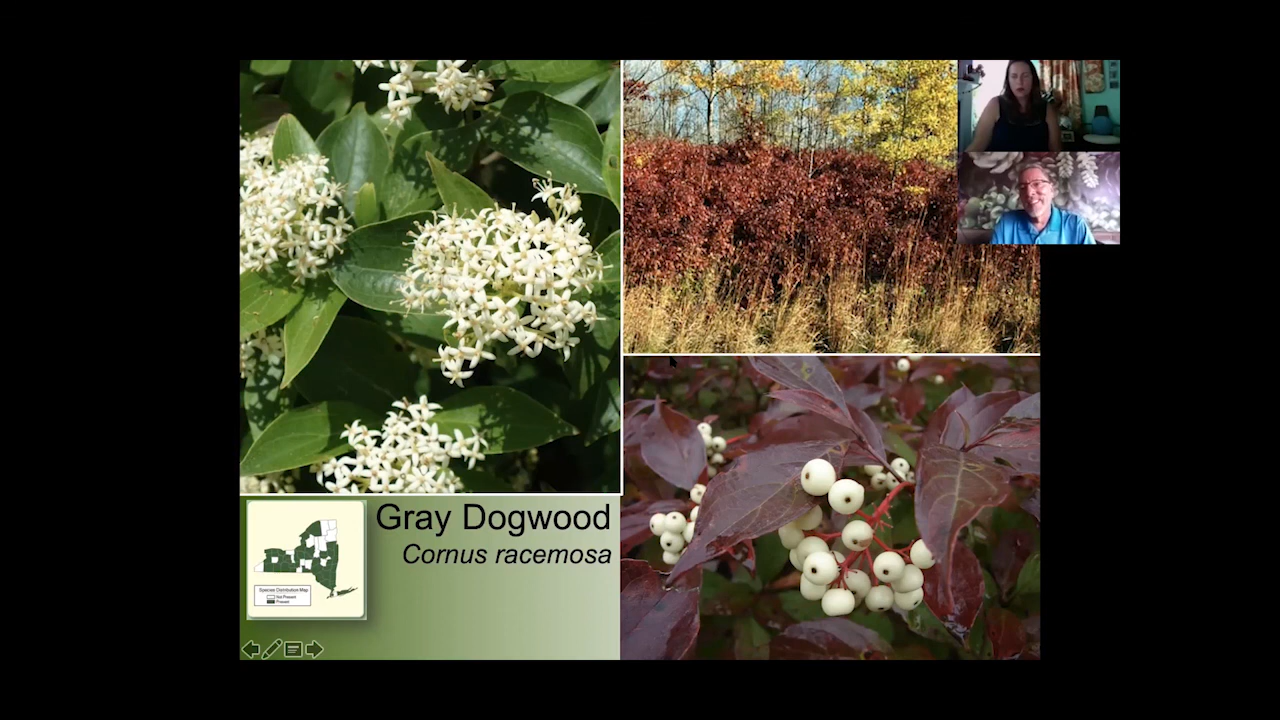 Gray Dogwood
Cornus racemosa
Species Distribution Map
Not Present
Present